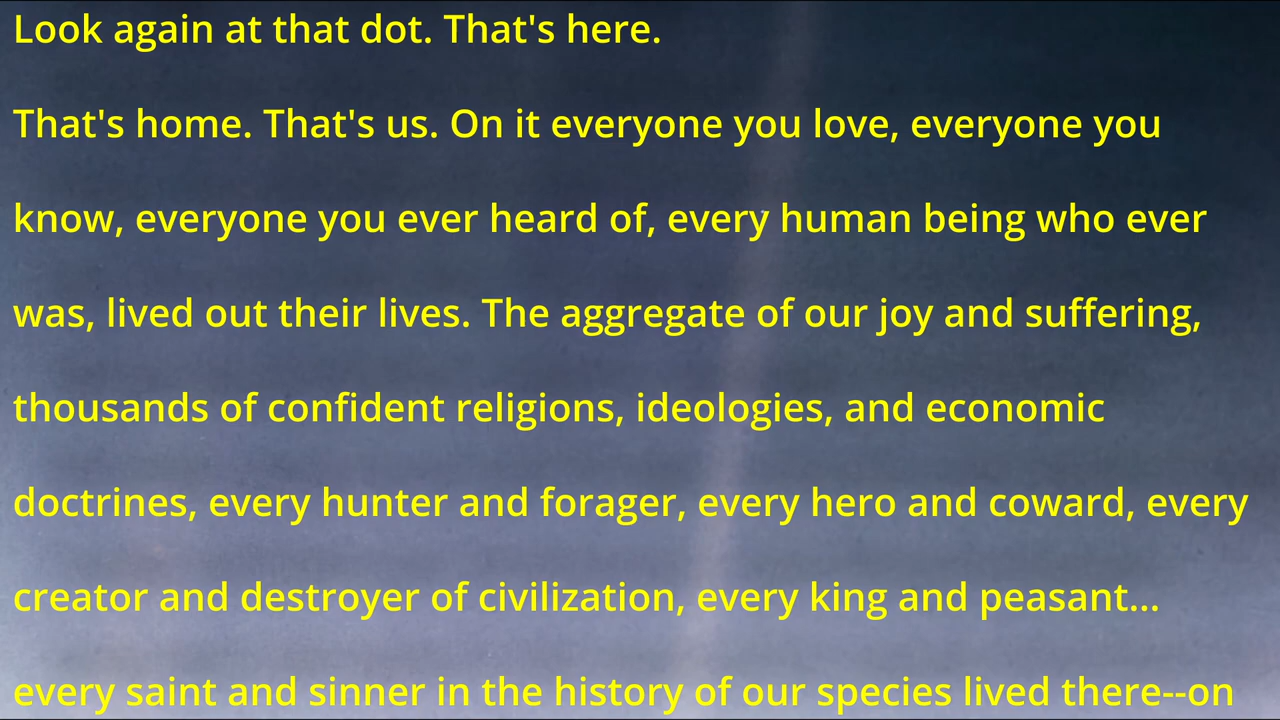 Look again at that dot. That's here.
That's home. That's us. On it everyone you love, everyone you
know, everyone you ever heard of, every human being who ever
was, lived out their lives. The aggregate of our joy and suffering,
thousands of confident religions, ideologies, and economic
doctrines, every hunter and forager, every hero and coward, every
creator and destroyer of civilization, every king and peasant...
every saint and sinner in the history of our species lived there--on